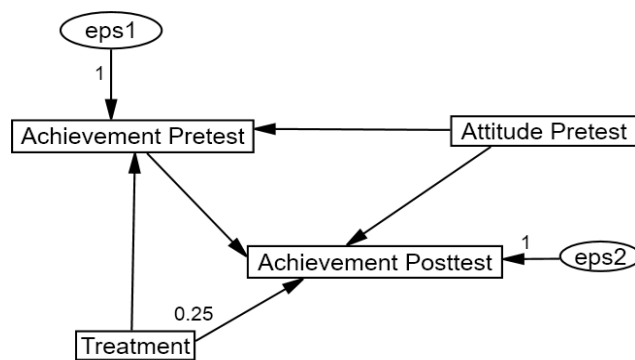 eps1
1
Achievement Pretest
Attitude Pretest
Achievement Posttest
1
eps2
0.25
Treatment